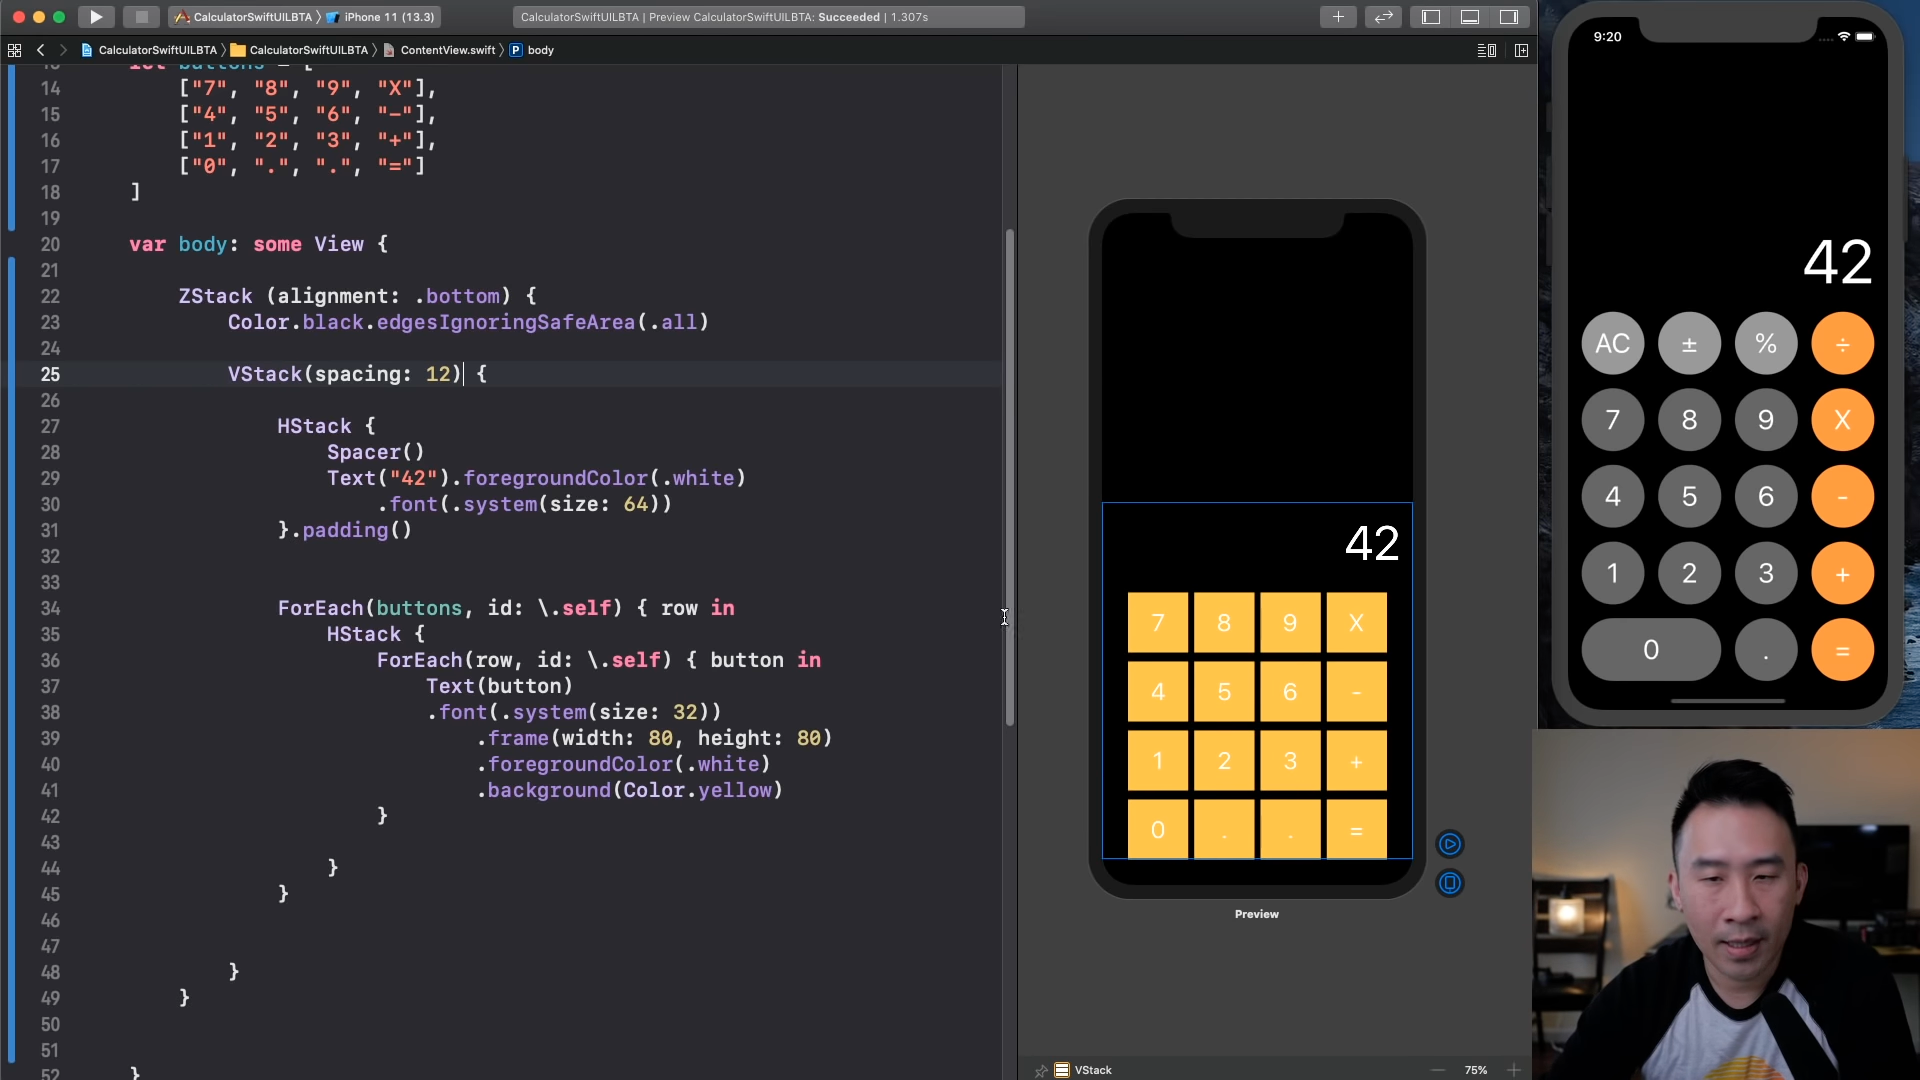 CalculatorSwiftUILBTA
iPhone 11 (13.3)
CalculatorSwiftUILBTA | Preview CalculatorSwiftUILBTA: Succeeded | 1.307s
CalculatorSwiftUILBTA
CalculatorSwiftUILBTA
ContentView.swift
P body
13 let buttons = [
14 ["7", "8", "9", "X"],
15 ["4", "5", "6", "-"],
16 ["1", "2", "3", "+"],
17 ["0", ".", ".", "="]
18 ]
19
20 var body: some View {
21
22 ZStack (alignment: .bottom) {
23 Color.black.edgesIgnoringSafeArea(.all)
24
25 VStack(spacing: 12) {
26
27 HStack {
28 Spacer()
29 Text("42").foregroundColor(.white)
30 .font(.system(size: 64))
31 }.padding()
32
33
34 ForEach(buttons, id: \.self) { row in
35 HStack {
36 ForEach(row, id: \.self) { button in
37 Text(button)
38 .font(.system(size: 32))
39 .frame(width: 80, height: 80)
40 .foregroundColor(.white)
41 .background(Color.yellow)
42 }
43
44 }
45 }
46
47
48 }
49 }
50
51
52 }
42
7 8 9 X
4 5 6 -
1 2 3 +
0 . . =
Preview
VStack
75%
9:20
42
AC ± % ÷
7 8 9 X
4 5 6 -
1 2 3 +
0 . =